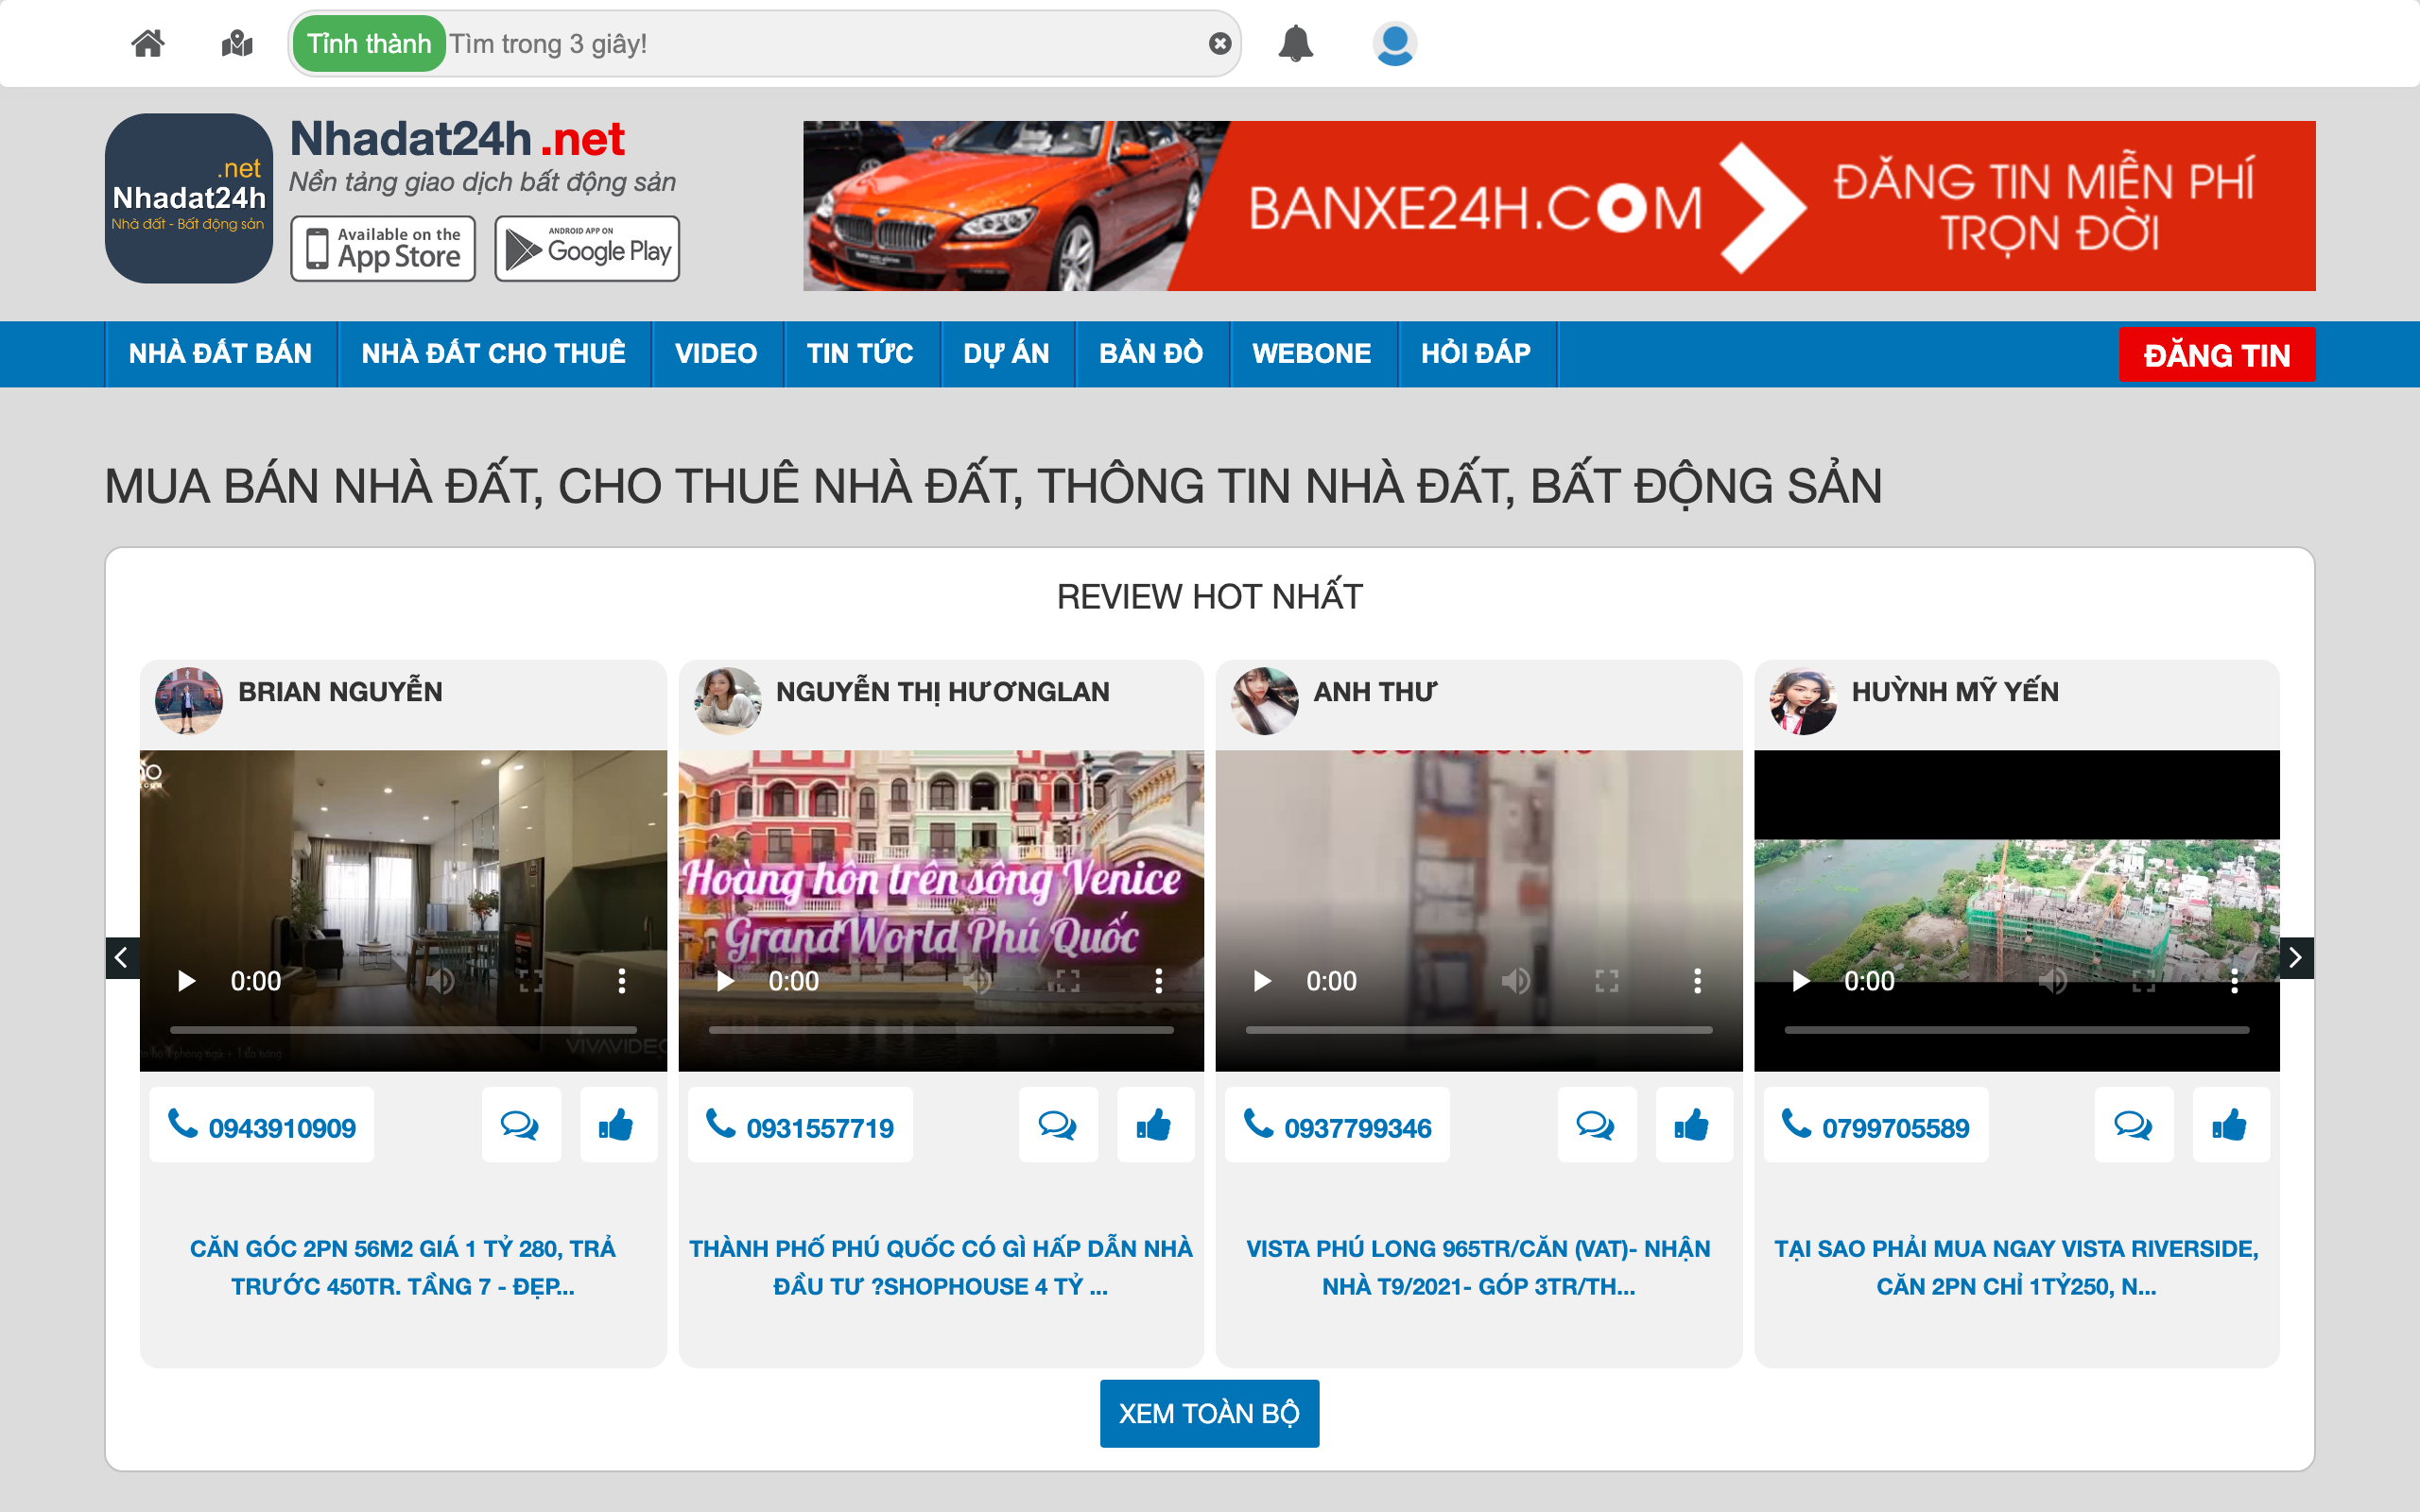 Tỉnh thành Tìm trong 3 giây!
.net
Nhadat24h
Nhà đất - Bất động sản
Nhadat24h .net
Nền tảng giao dịch bất động sản
Available on the
App Store
ANDROID APP ON
Google Play
BANXE24H.COM
ĐĂNG TIN MIỄN PHÍ
TRỌN ĐỜI
NHÀ ĐẤT BÁN NHÀ ĐẤT CHO THUÊ VIDEO TIN TỨC DỰ ÁN BẢN ĐỒ WEBONE HỎI ĐÁP ĐĂNG TIN
MUA BÁN NHÀ ĐẤT, CHO THUÊ NHÀ ĐẤT, THÔNG TIN NHÀ ĐẤT, BẤT ĐỘNG SẢN
REVIEW HOT NHẤT
BRIAN NGUYỄN
0:00
VIVAVIDEO
0943910909
CĂN GÓC 2PN 56M2 GIÁ 1 TỶ 280, TRẢ
TRƯỚC 450TR. TẦNG 7 - ĐẸP...
NGUYỄN THỊ HƯƠNGLAN
Hoàng hôn trên sông Venice
GrandWorld Phú Quốc
0:00
0931557719
THÀNH PHỐ PHÚ QUỐC CÓ GÌ HẤP DẪN NHÀ
ĐẦU TƯ ?SHOPHOUSE 4 TỶ ...
ANH THƯ
0:00
0937799346
VISTA PHÚ LONG 965TR/CĂN (VAT)- NHẬN
NHÀ T9/2021- GÓP 3TR/TH...
HUỲNH MỸ YẾN
0:00
0799705589
TẠI SAO PHẢI MUA NGAY VISTA RIVERSIDE,
CĂN 2PN CHỈ 1TỶ250, N...
XEM TOÀN BỘ